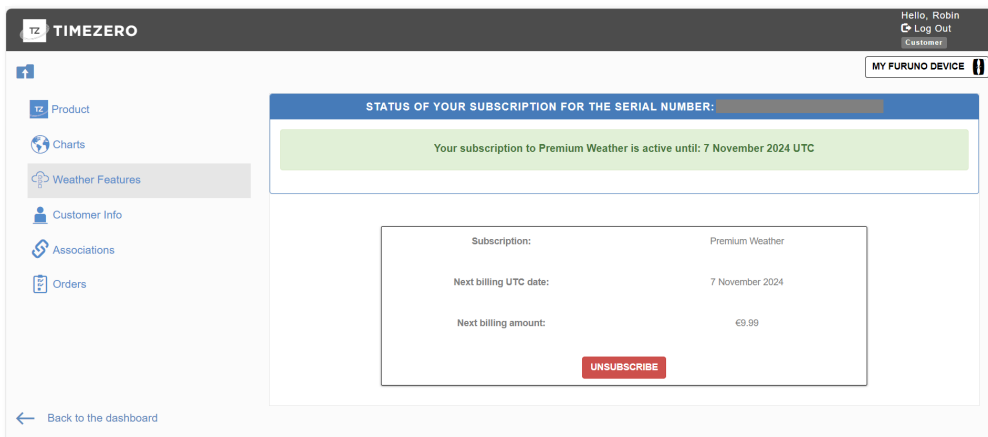 TZ TIMEZERO
Hello, Robin
Log Out
Customer
MY FURUNO DEVICE
TZ Product
Charts
Weather Features
Customer Info
Associations
Orders
Back to the dashboard
STATUS OF YOUR SUBSCRIPTION FOR THE SERIAL NUMBER:
Your subscription to Premium Weather is active until: 7 November 2024 UTC
Subscription: Premium Weather
Next billing UTC date: 7 November 2024
Next billing amount: €9.99
UNSUBSCRIBE